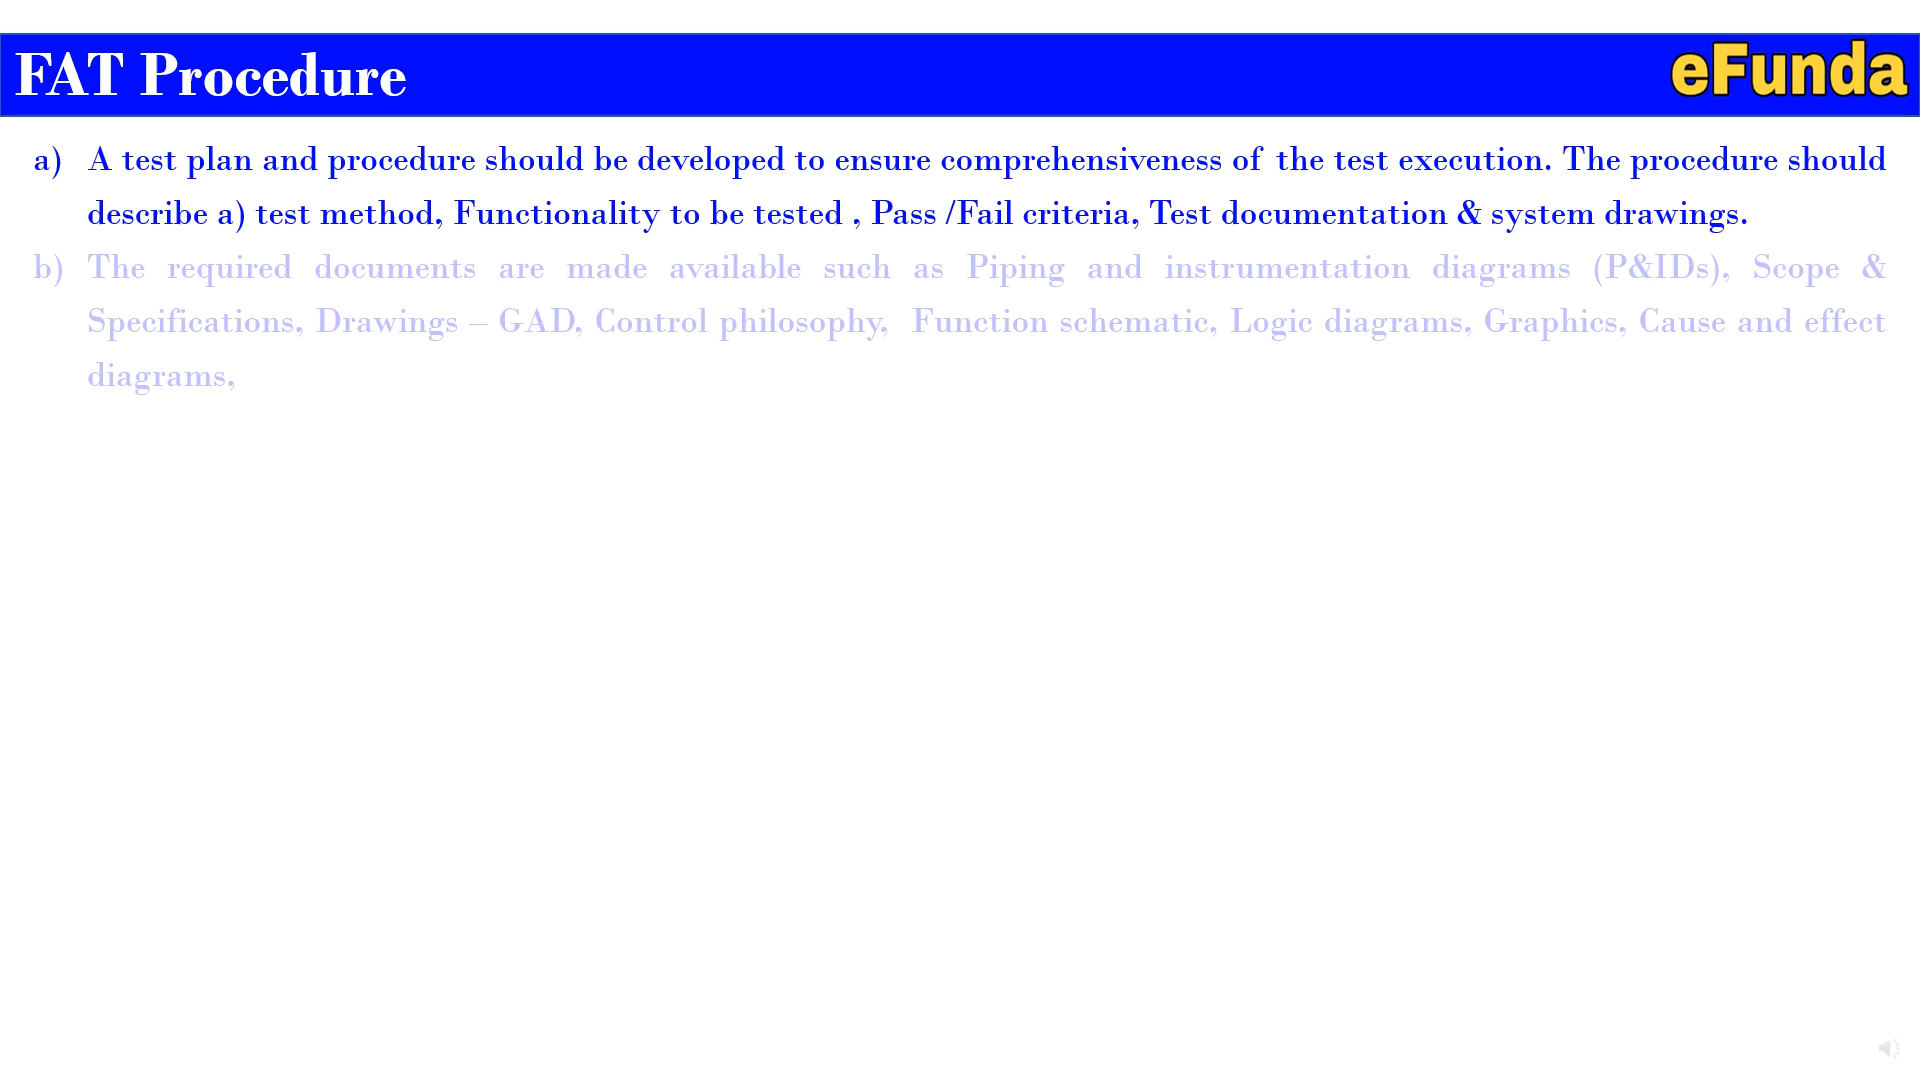 FAT Procedure
eFunda
a) A test plan and procedure should be developed to ensure comprehensiveness of the test execution. The procedure should
describe a) test method, Functionality to be tested , Pass /Fail criteria, Test documentation & system drawings.
b) The required documents are made available such as Piping and instrumentation diagrams (P&IDs), Scope &
Specifications, Drawings – GAD, Control philosophy, Function schematic, Logic diagrams, Graphics, Cause and effect
diagrams,